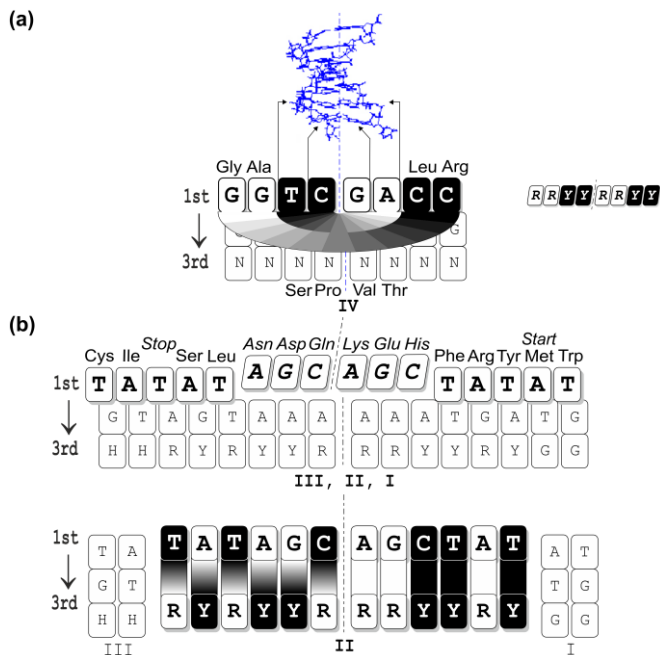 (a)
Gly Ala Leu Arg
1st G G T C G A C C
R R Y Y R R Y Y
G
3rd N N N N N N N N
Ser Pro Val Thr
IV
(b)
Stop Asn Asp Gln Lys Glu His Start
Cys Ile Ser Leu Phe Arg Tyr Met Trp
1st T A T A T A G C A G C T A T A T
G T A G T A A A A A A T G A T G
3rd H H R Y R Y Y R R R Y Y R Y G G
III, II, I
1st T A T A T A G C A G C T A T A T
G T T G
3rd H H R Y R Y Y R R R Y Y R Y G G
III II I